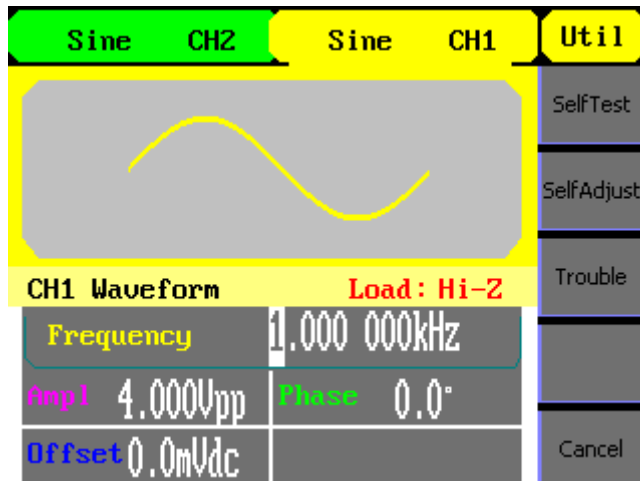 Sine CH2 Sine CH1 Util
SelfTest
SelfAdjust
CH1 Waveform Load: Hi-Z
Trouble
Frequency 1.000 000kHz
Ampl 4.000Vpp Phase 0.0°
Offset 0.0mVdc
Cancel